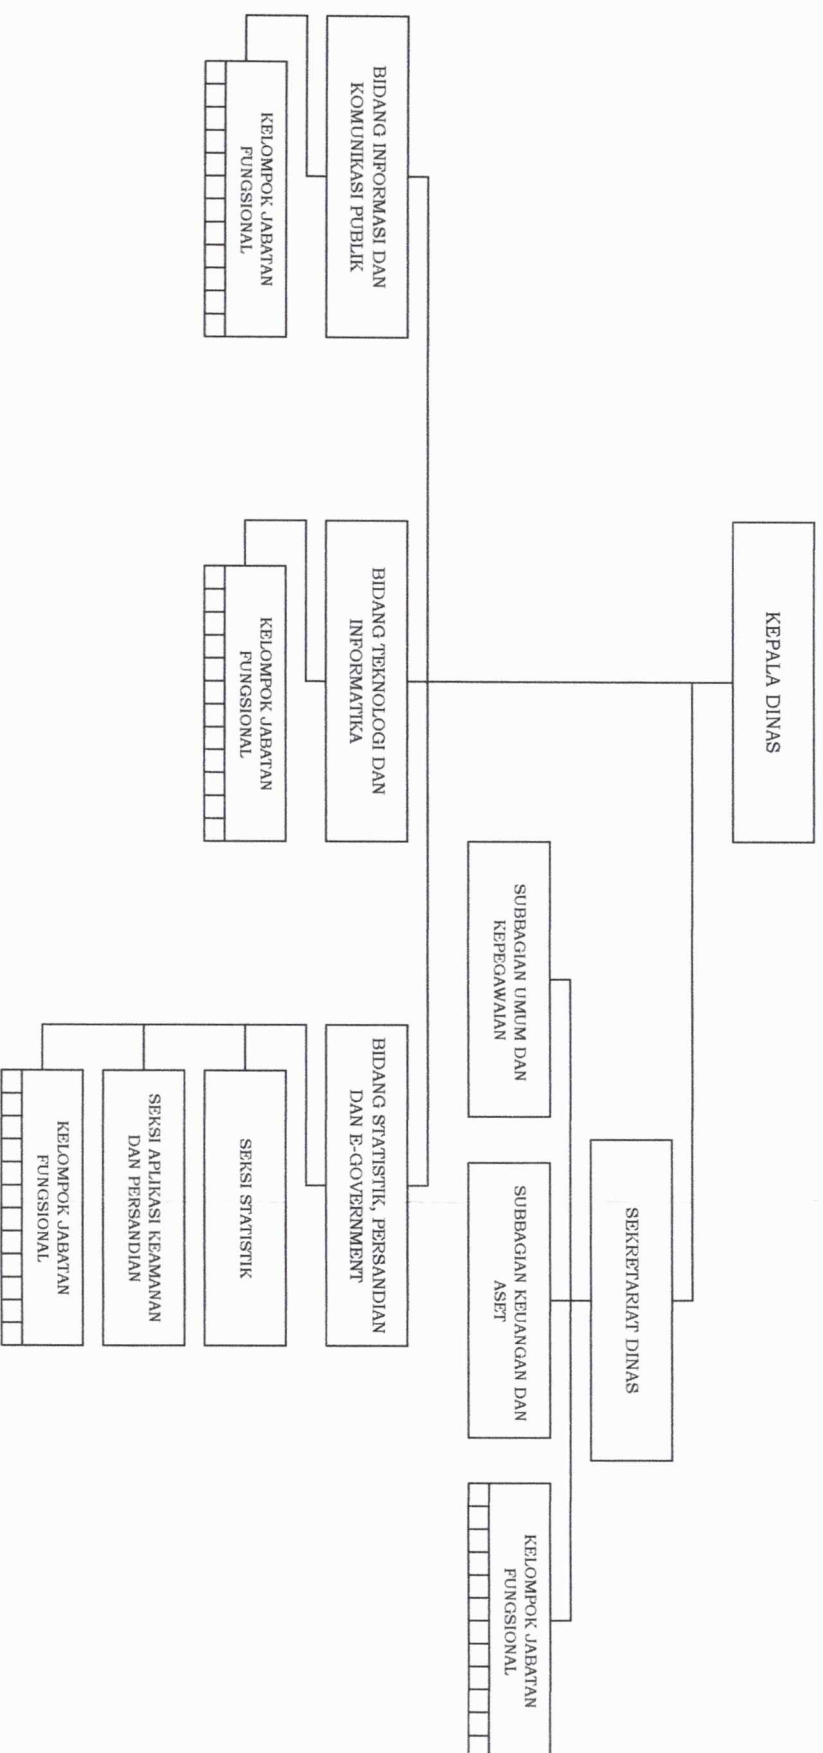 KEPALA DINAS
SEKRETARIAT DINAS
SUBBAGIAN UMUM DAN
KEPEGAWAIAN
SUBBAGIAN KEUANGAN DAN
ASET
KELOMPOK JABATAN
FUNGSIONAL
BIDANG INFORMASI DAN
KOMUNIKASI PUBLIK
KELOMPOK JABATAN
FUNGSIONAL
BIDANG TEKNOLOGI DAN
INFORMATIKA
KELOMPOK JABATAN
FUNGSIONAL
BIDANG STATISTIK, PERSANDIAN
DAN E-GOVERNMENT
SEKSI STATISTIK
SEKSI APLIKASI KEAMANAN
DAN PERSANDIAN
KELOMPOK JABATAN
FUNGSIONAL